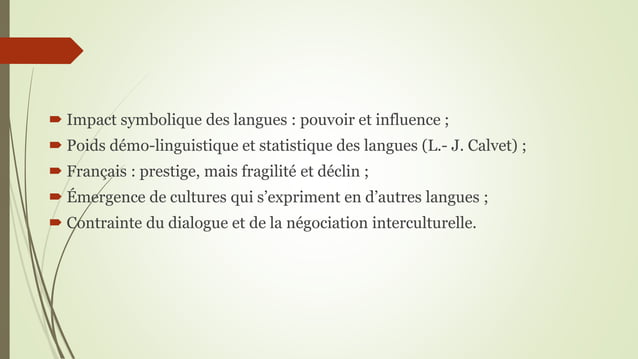 Impact symbolique des langues : pouvoir et influence ;
Poids démo-linguistique et statistique des langues (L.- J. Calvet) ;
Français : prestige, mais fragilité et déclin ;
Émergence de cultures qui s’expriment en d’autres langues ;
Contrainte du dialogue et de la négociation interculturelle.